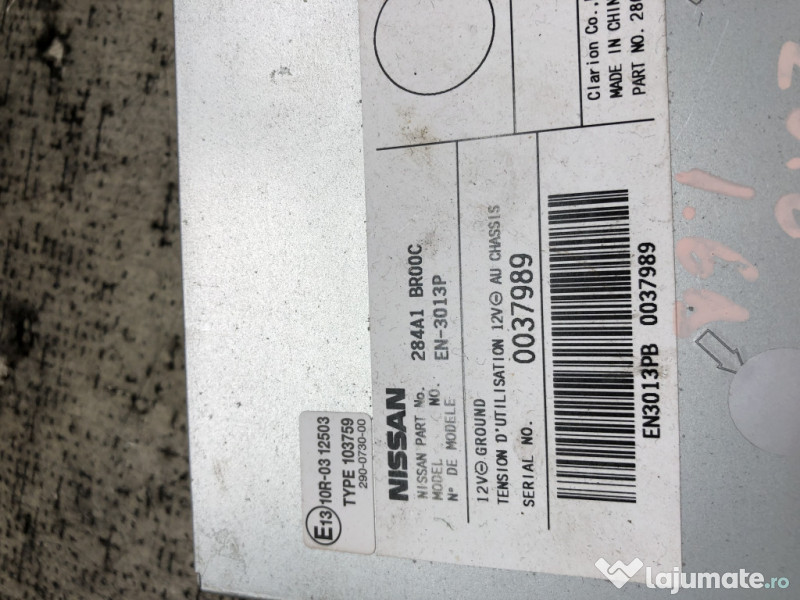 E13 10R-03 12503
TYPE 103759
290-0730-00
NISSAN
NISSAN PART No. 284A1 BR00C
MODEL NO. EN-3013P
N° DE MODELE
12V⊖GROUND
TENSION D'UTILISATION 12V⊖ AU CHASSIS
SERIAL NO. 0037989
EN3013PB 0037989
Clarion Co.,
MADE IN CHIN
PART NO. 28
lajumate.ro